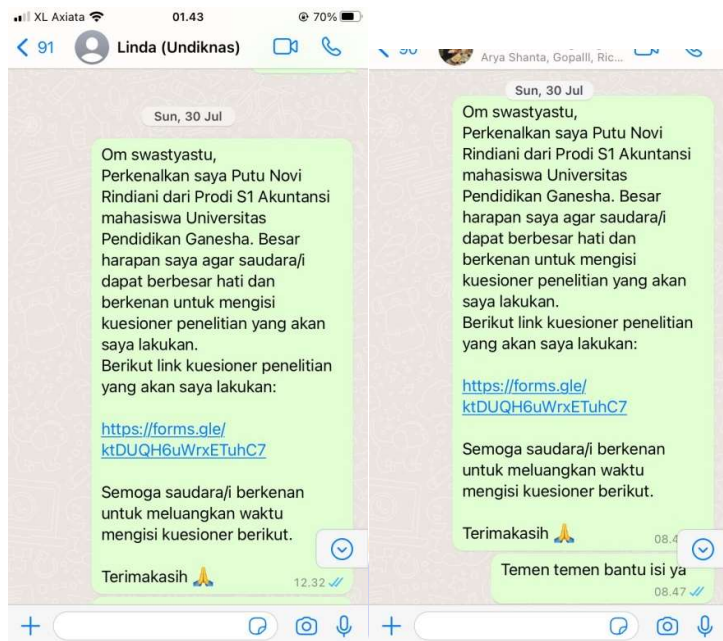 XL Axiata 01.43 70%
91 Linda (Undiknas)
Sun, 30 Jul
Om swastyastu,
Perkenalkan saya Putu Novi
Rindiani dari Prodi S1 Akuntansi
mahasiswa Universitas
Pendidikan Ganesha. Besar
harapan saya agar saudara/i
dapat berbesar hati dan
berkenan untuk mengisi
kuesioner penelitian yang akan
saya lakukan.
Berikut link kuesioner penelitian
yang akan saya lakukan:
https://forms.gle/
ktDUQH6uWrxETuhC7
Semoga saudara/i berkenan
untuk meluangkan waktu
mengisi kuesioner berikut.
Terimakasih 🙏 12.32
Arya Shanta, Gopalll, Ric...
Sun, 30 Jul
Om swastyastu,
Perkenalkan saya Putu Novi
Rindiani dari Prodi S1 Akuntansi
mahasiswa Universitas
Pendidikan Ganesha. Besar
harapan saya agar saudara/i
dapat berbesar hati dan
berkenan untuk mengisi
kuesioner penelitian yang akan
saya lakukan.
Berikut link kuesioner penelitian
yang akan saya lakukan:
https://forms.gle/
ktDUQH6uWrxETuhC7
Semoga saudara/i berkenan
untuk meluangkan waktu
mengisi kuesioner berikut.
Terimakasih 🙏
Temen temen bantu isi ya
08.47